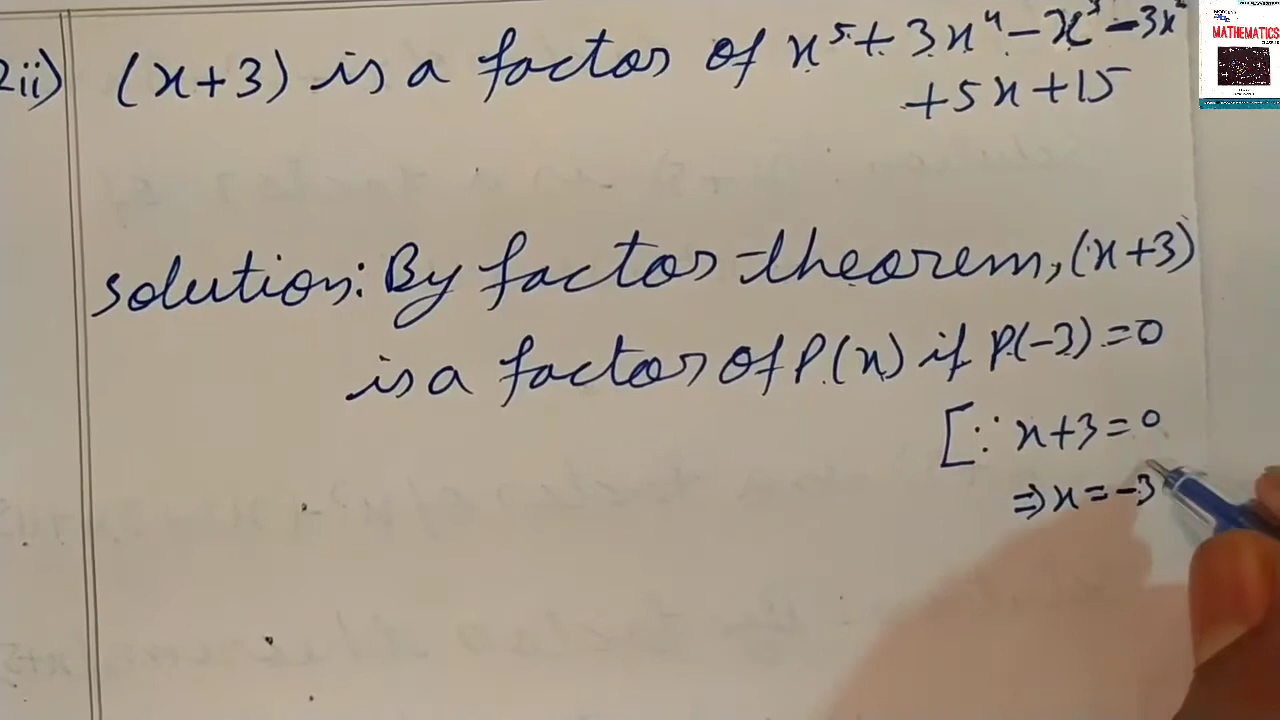 2ii) (x+3) is a factor of x⁵+3x⁴-x³-3x²
+5x+15
Solution: By factor theorem, (x+3)
is a factor of P(x) if P(-3)=0
[∵ x+3=0
⇒x=-3
MATHEMATICS